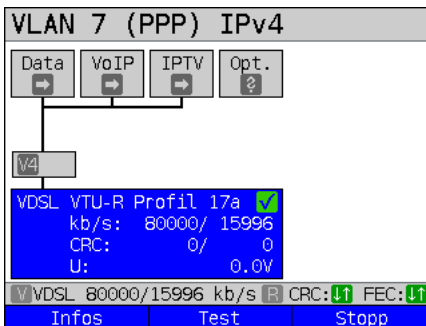 VLAN 7 (PPP) IPv4
Data VoIP IPTV Opt.
?
V4
VDSL VTU-R Profil 17a
kb/s: 80000/ 15996
CRC: 0/ 0
U: 0.0V
V VDSL 80000/15996 kb/s R CRC: FEC:
Infos Test Stopp